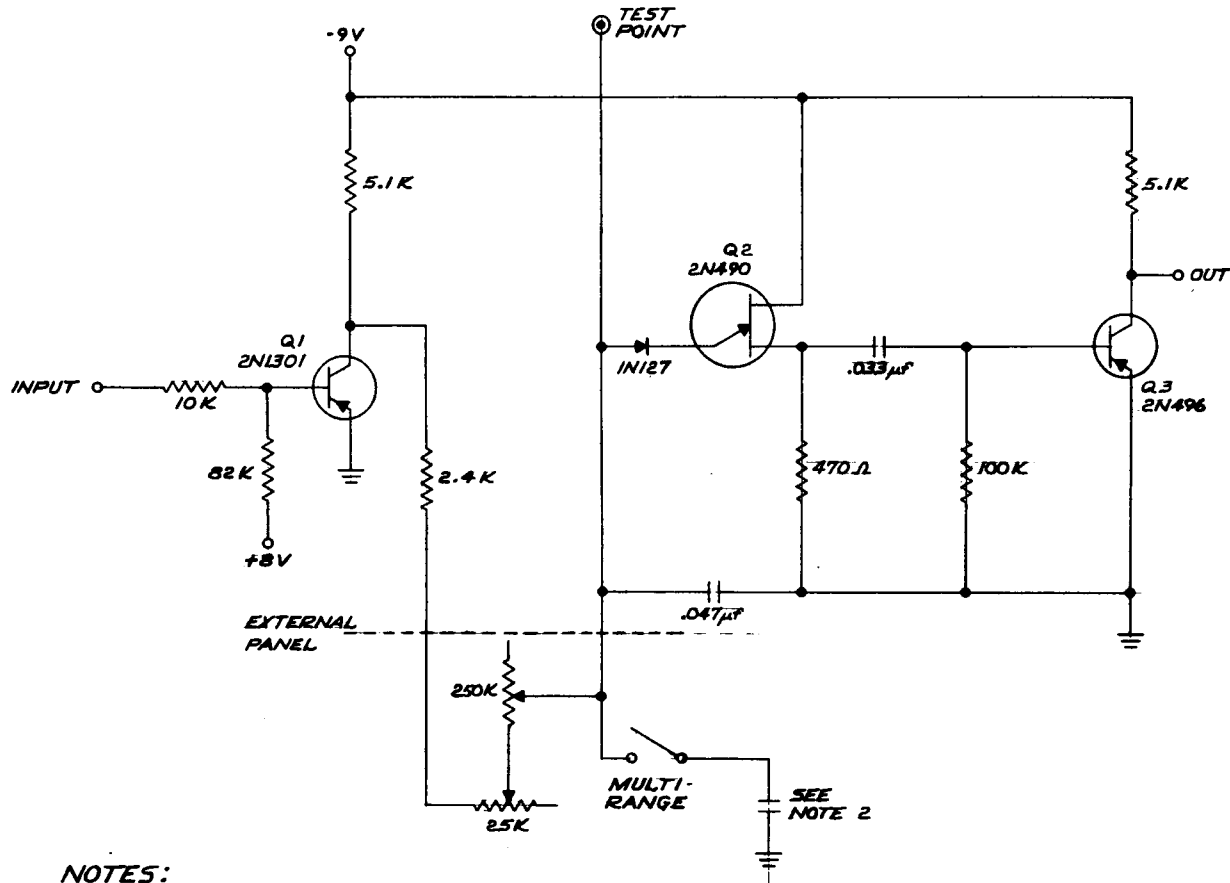 TEST
POINT
-9V
5.1K
5.1K
Q2
2N490
OUT
Q1
2N1301
1N127
.033µf
Q3
2N496
INPUT
10K
82K
2.4K
470Ω
100K
+8V
.047µf
EXTERNAL
PANEL
250K
MULTI-
RANGE
SEE
NOTE 2
25K
NOTES: